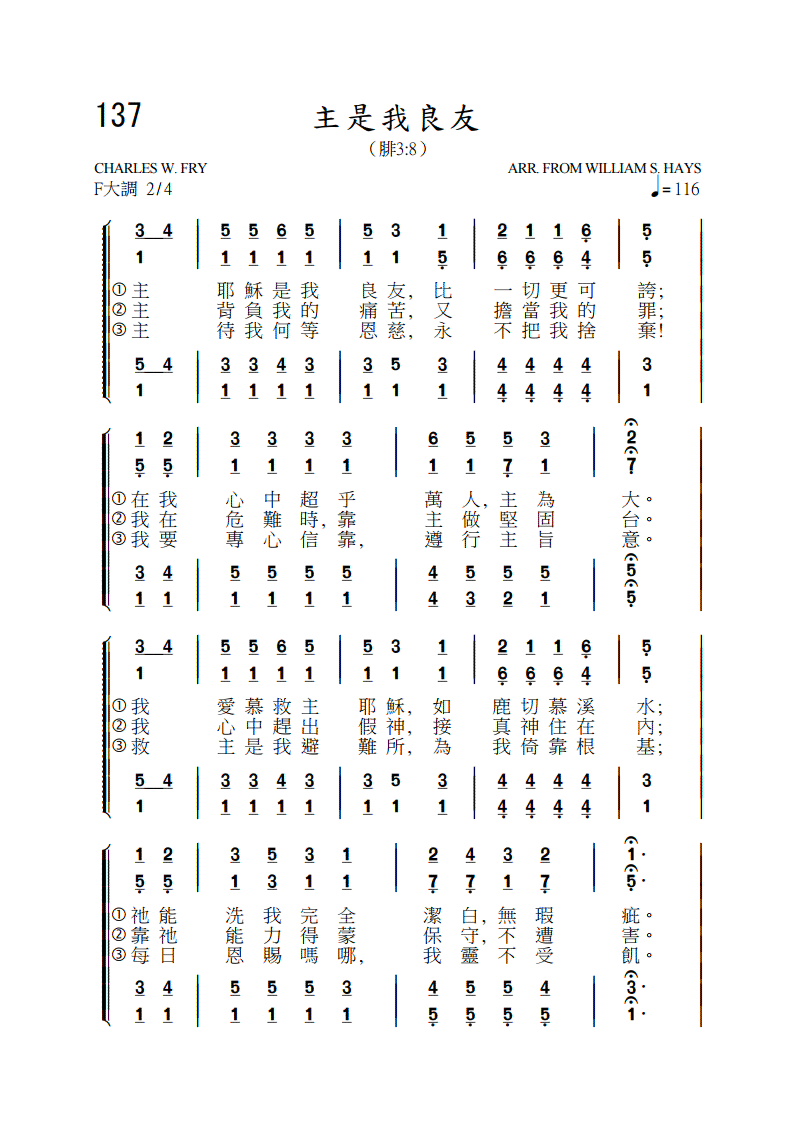 137
主是我良友
（腓3:8）
CHARLES W. FRY
ARR. FROM WILLIAM S. HAYS
F大調 2/4
♩= 116
3 4 | 5 5 6 5 | 5 3 1 | 2 1 1 6̣ | 5̣
1 | 1 1 1 1 | 1 1 5̣ | 6̣ 6̣ 6̣ 4̣ | 5̣
①主 耶穌是我 良友, 比 一切更可 誇;
②主 背負我的 痛苦, 又 擔當我的 罪;
③主 待我何等 恩慈, 永 不把我捨 棄!
5 4 | 3 3 4 3 | 3 5 3 | 4 4 4 4 | 3
1 | 1 1 1 1 | 1 1 1 | 4̣ 4̣ 4̣ 4̣ | 1
1 2 | 3 3 3 3 | 6 5 5 3 | 2
5̣ 5̣ | 1 1 1 1 | 1 1 7̣ 1 | 7̣
①在我 心中超乎 萬人, 主為 大。
②我在 危難時, 靠 主做堅固 台。
③我要 專心信靠, 遵行主旨 意。
3 4 | 5 5 5 5 | 4 5 5 5 | 5
1 1 | 1 1 1 1 | 4 3 2 1 | 5̣
3 4 | 5 5 6 5 | 5 3 1 | 2 1 1 6̣ | 5̣
1 | 1 1 1 1 | 1 1 1 | 6̣ 6̣ 6̣ 4̣ | 5̣
①我 愛慕救主 耶穌, 如 鹿切慕溪 水;
②我 心中趕出 假神, 接 真神住在 內;
③救 主是我避 難所, 為 我倚靠根 基;
5 4 | 3 3 4 3 | 3 5 3 | 4 4 4 4 | 3
1 | 1 1 1 1 | 1 1 1 | 4̣ 4̣ 4̣ 4̣ | 1
1 2 | 3 5 3 1 | 2 4 3 2 | 1·
5̣ 5̣ | 1 3 1 1 | 7̣ 7̣ 1 7̣ | 5̣·
①祂能 洗我完全 潔白, 無瑕 疵。
②靠祂 能力得蒙 保守, 不遭 害。
③每日 恩賜嗎哪, 我靈不受 飢。
3 4 | 5 5 5 3 | 4 5 5 4 | 3·
1 1 | 1 1 1 1 | 5̣ 5̣ 5̣ 5̣ | 1·